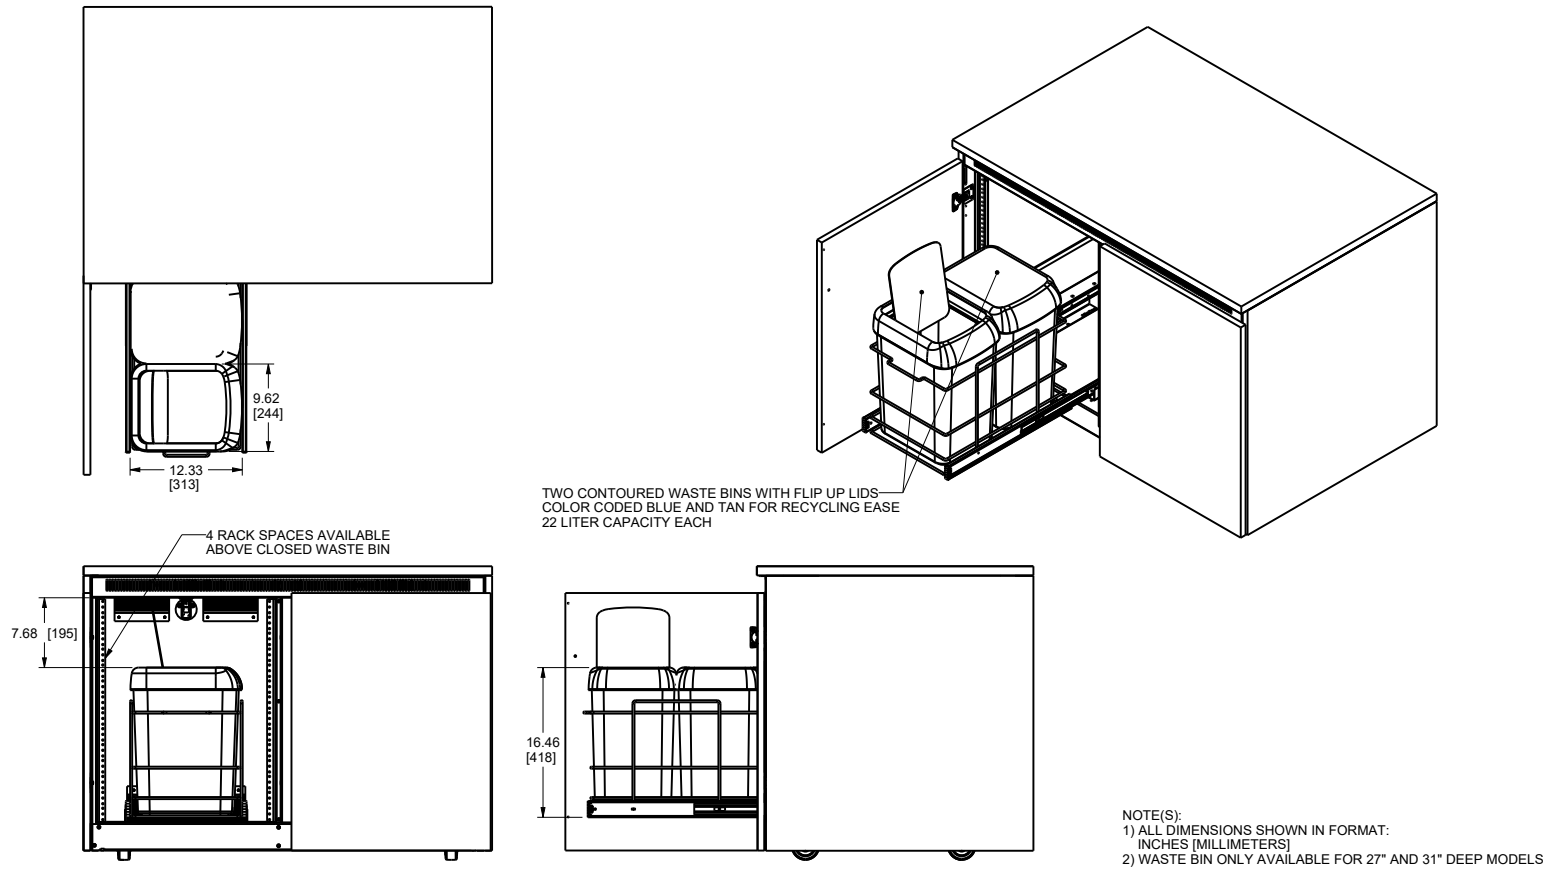 9.62
[244]
12.33
[313]
TWO CONTOURED WASTE BINS WITH FLIP UP LIDS
COLOR CODED BLUE AND TAN FOR RECYCLING EASE
22 LITER CAPACITY EACH
4 RACK SPACES AVAILABLE
ABOVE CLOSED WASTE BIN
7.68 [195]
16.46
[418]
NOTE(S):
1) ALL DIMENSIONS SHOWN IN FORMAT:
INCHES [MILLIMETERS]
2) WASTE BIN ONLY AVAILABLE FOR 27" AND 31" DEEP MODELS